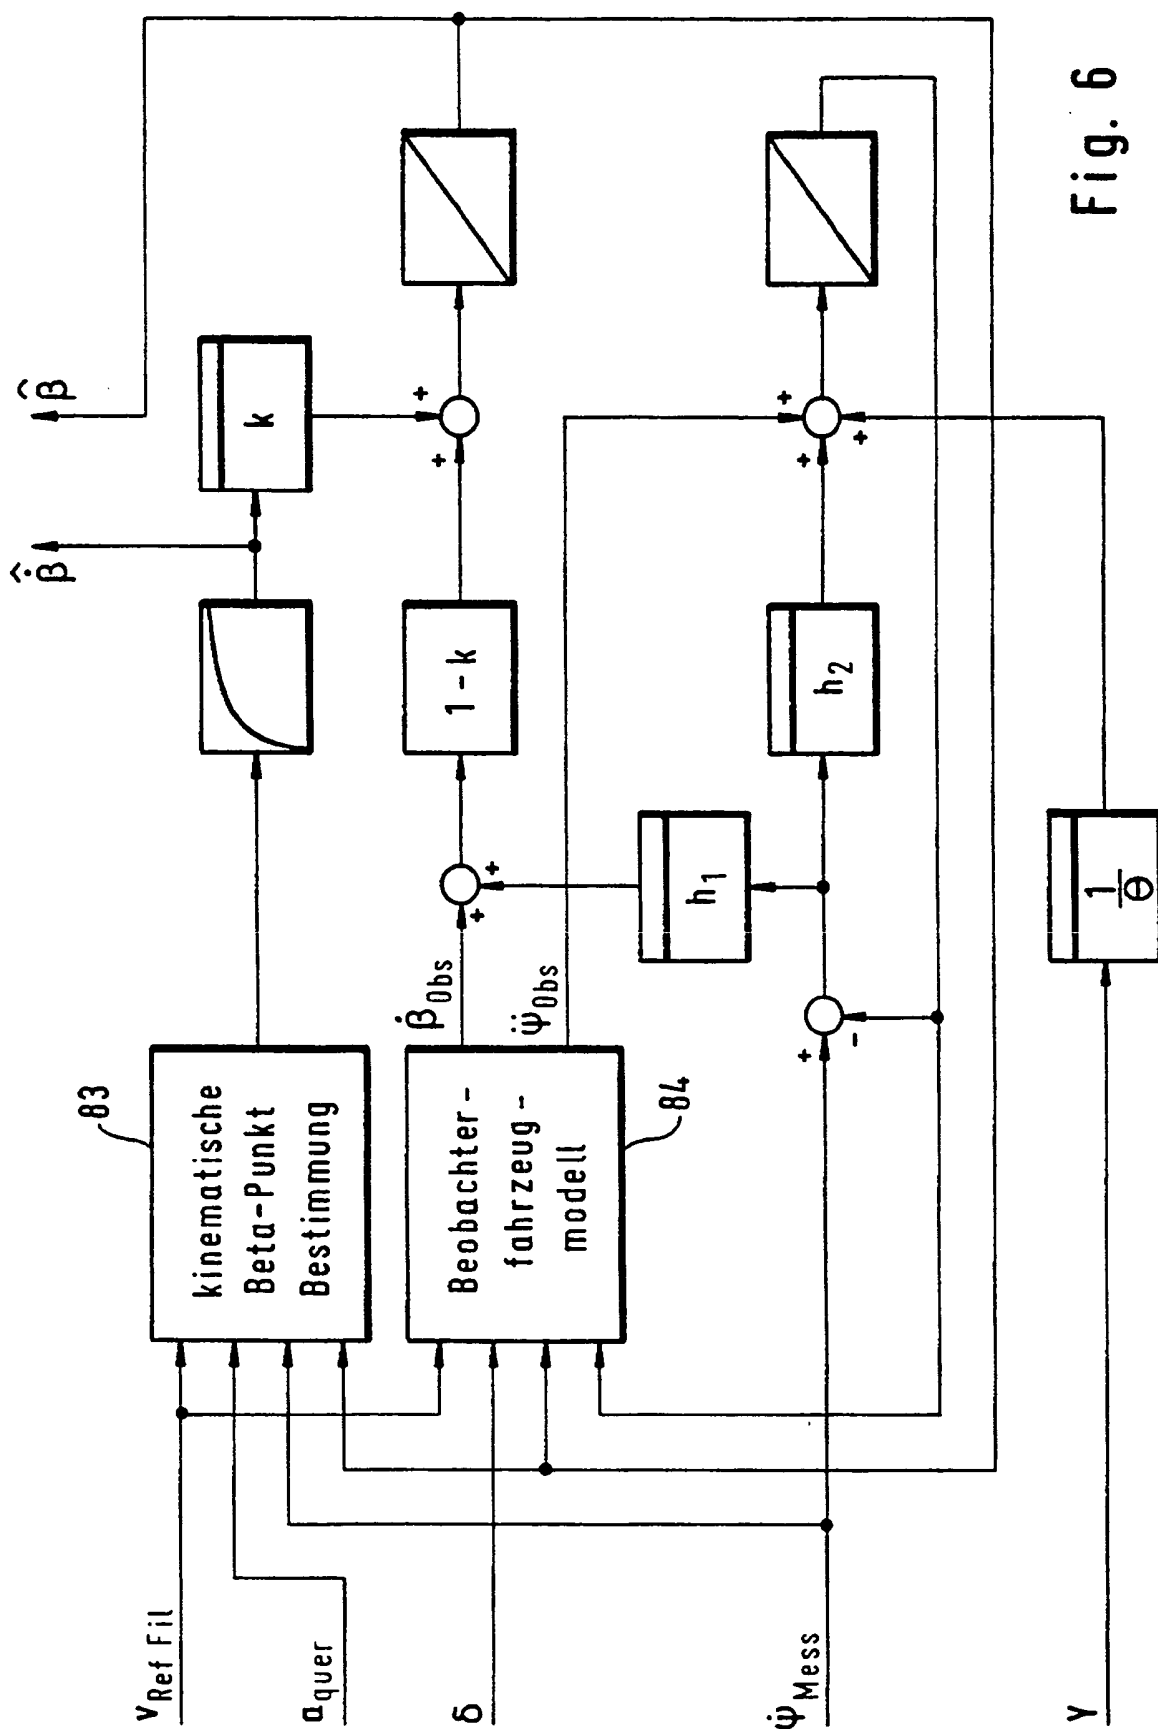 β̂
β̇̂
k
1-k
h₂
h₁
1/Θ
β̇Obs
ψ̈Obs
83
kinematische
Beta-Punkt
Bestimmung
84
Beobachter-
fahrzeug-
modell
vRef Fil
aquer
δ
ψ̇Mess
γ
+
+
+
+
+
+
+
+
-
Fig. 6